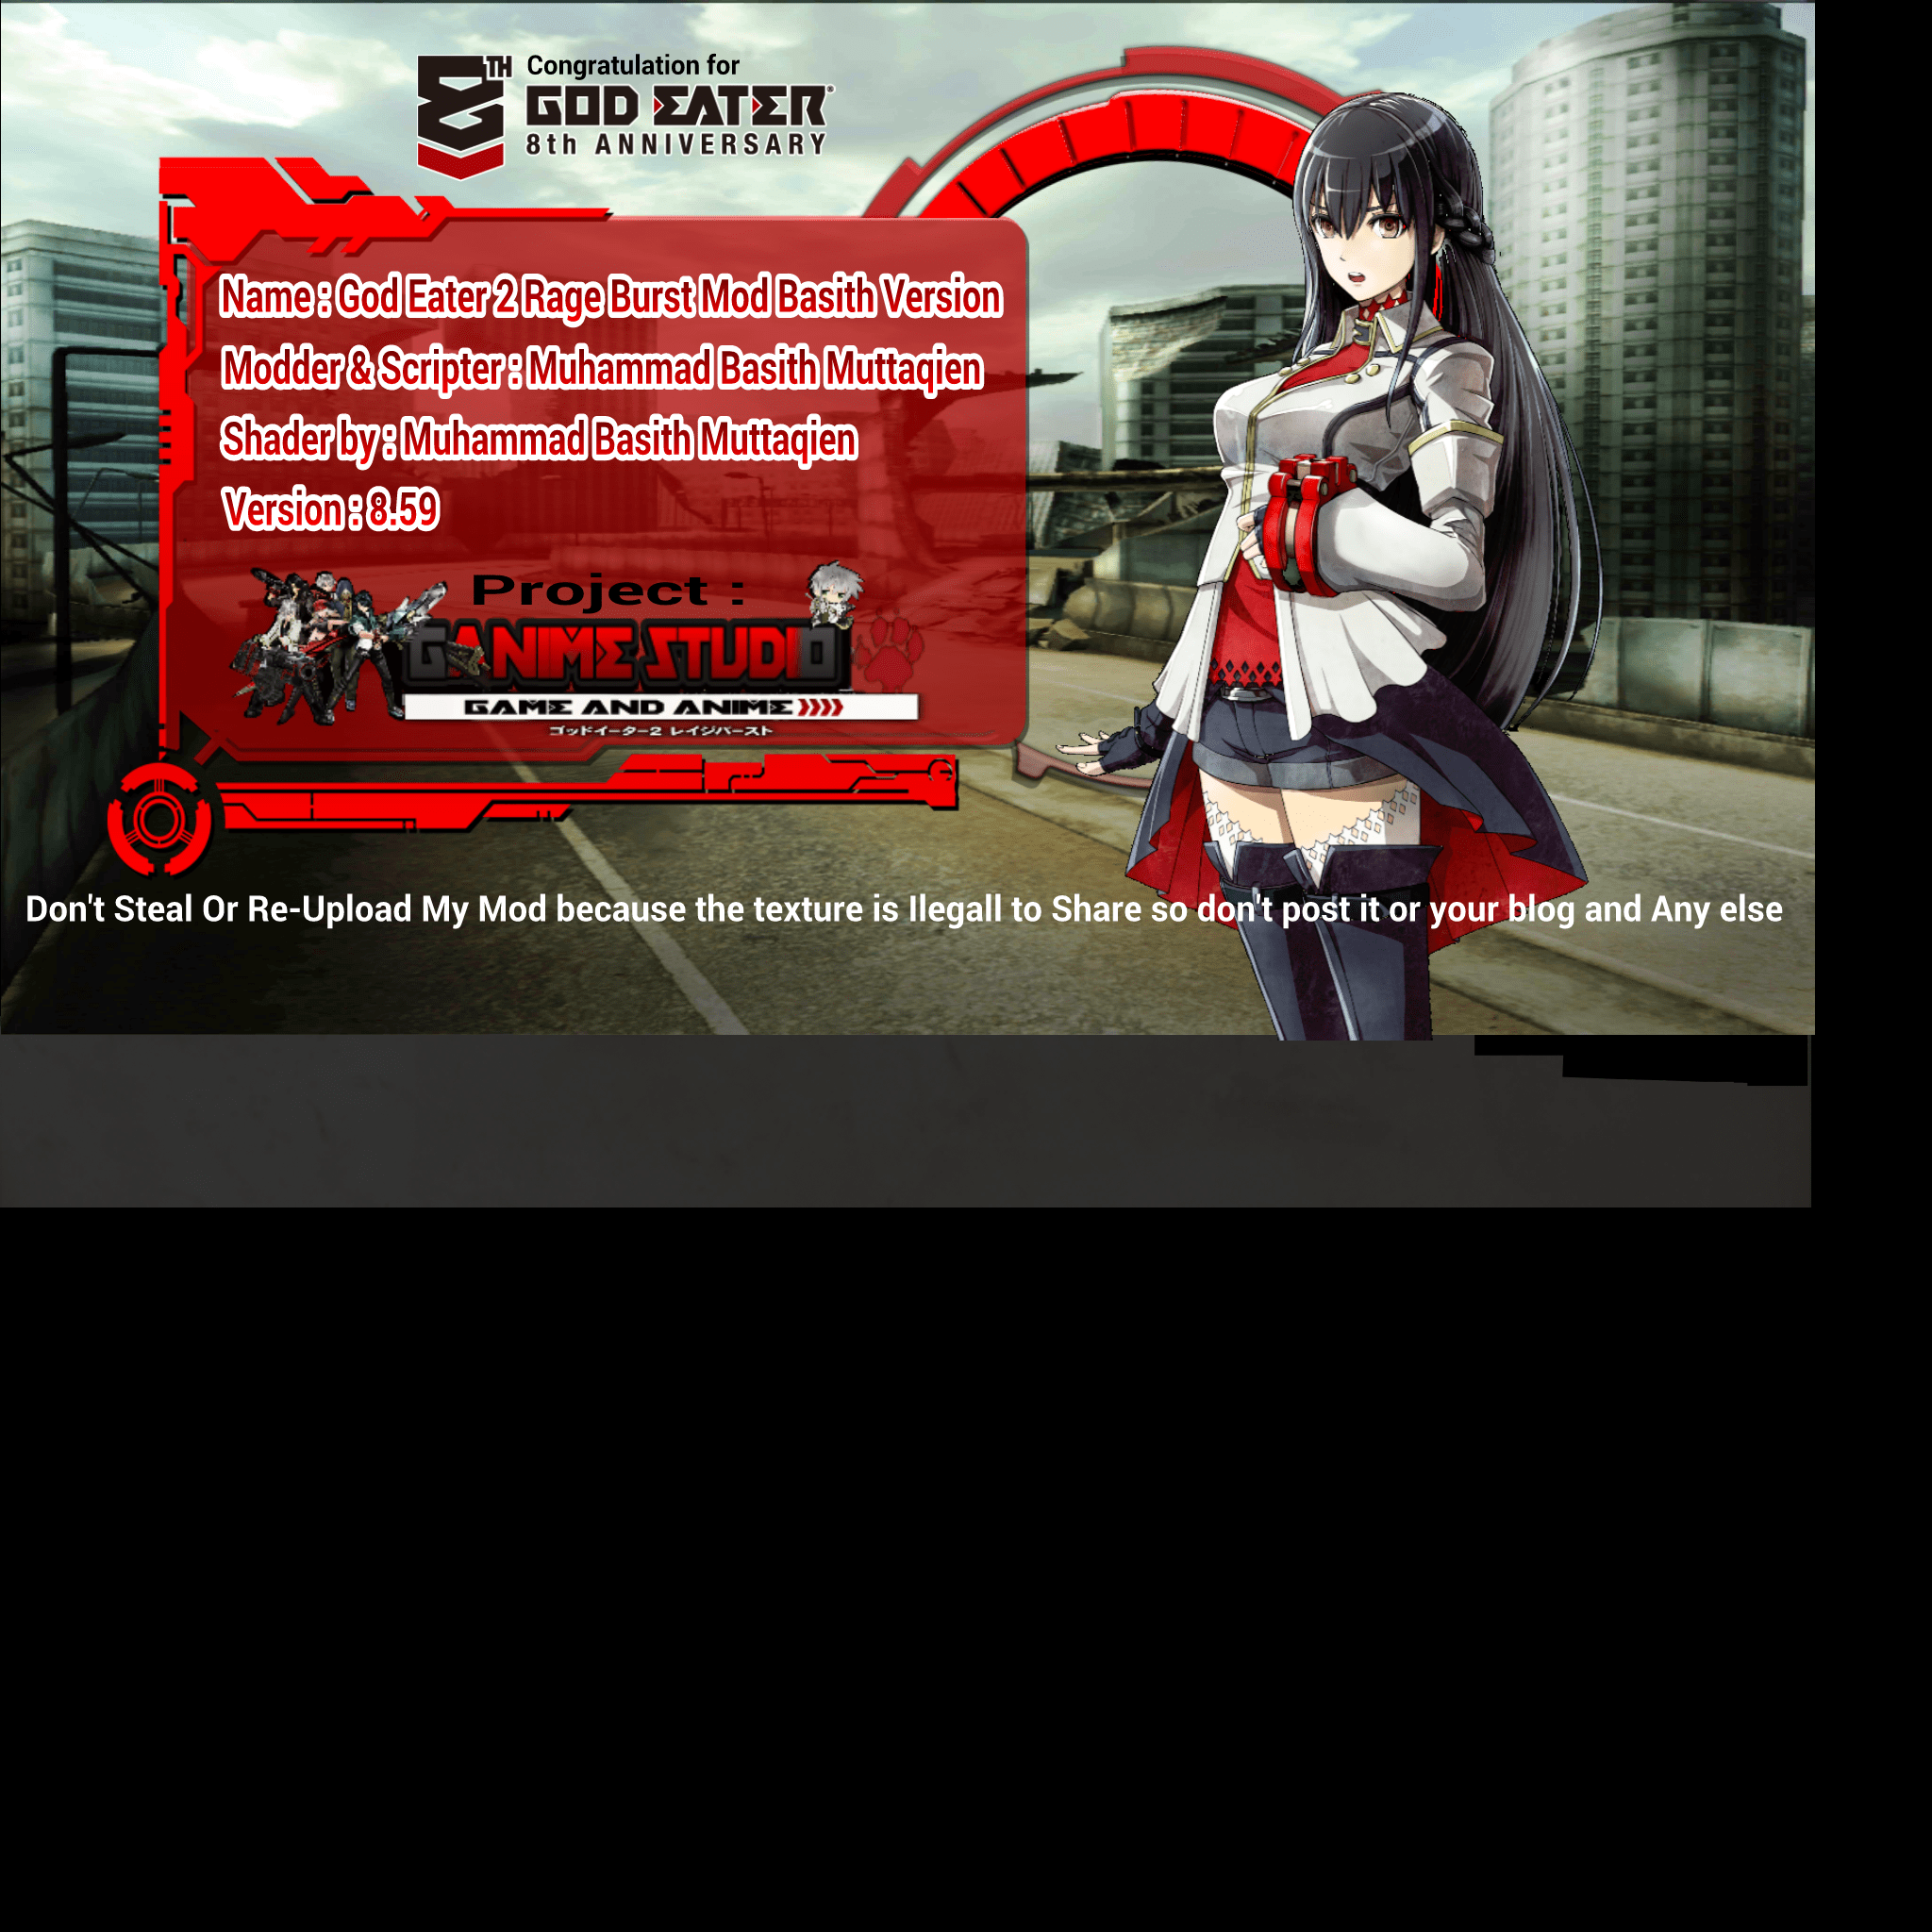 8TH
Congratulation for
GOD EATER
8th ANNIVERSARY
Name : God Eater 2 Rage Burst Mod Basith Version
Modder & Scripter : Muhammad Basith Muttaqien
Shader by : Muhammad Basith Muttaqien
Version : 8.59
Project :
GANIME STUDIO
GAME AND ANIME
ゴッドイーター2 レイジバースト
Don't Steal Or Re-Upload My Mod because the texture is Ilegall to Share so don't post it or your blog and Any else